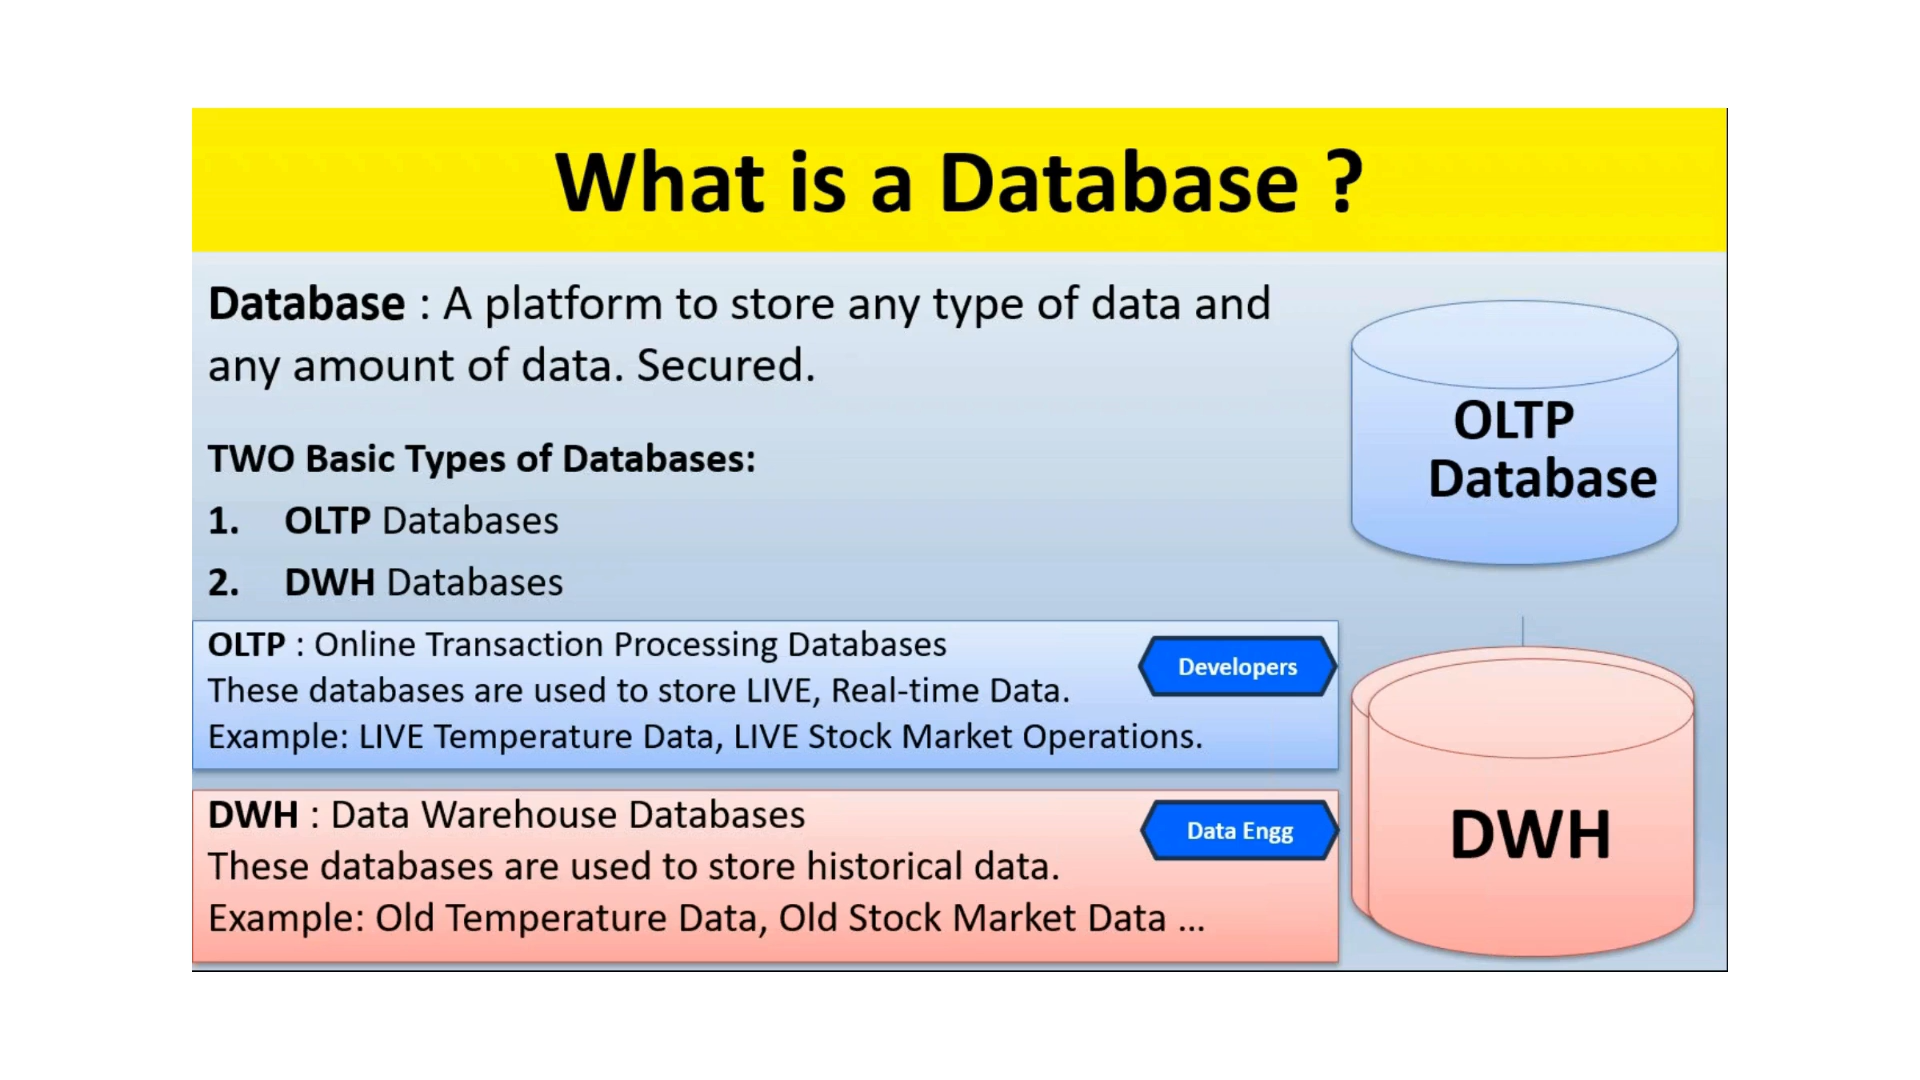 What is a Database ?
Database : A platform to store any type of data and
any amount of data. Secured.
TWO Basic Types of Databases:
1. OLTP Databases
2. DWH Databases
OLTP
Database
OLTP : Online Transaction Processing Databases
These databases are used to store LIVE, Real-time Data.
Example: LIVE Temperature Data, LIVE Stock Market Operations.
Developers
DWH : Data Warehouse Databases
These databases are used to store historical data.
Example: Old Temperature Data, Old Stock Market Data ...
Data Engg
DWH